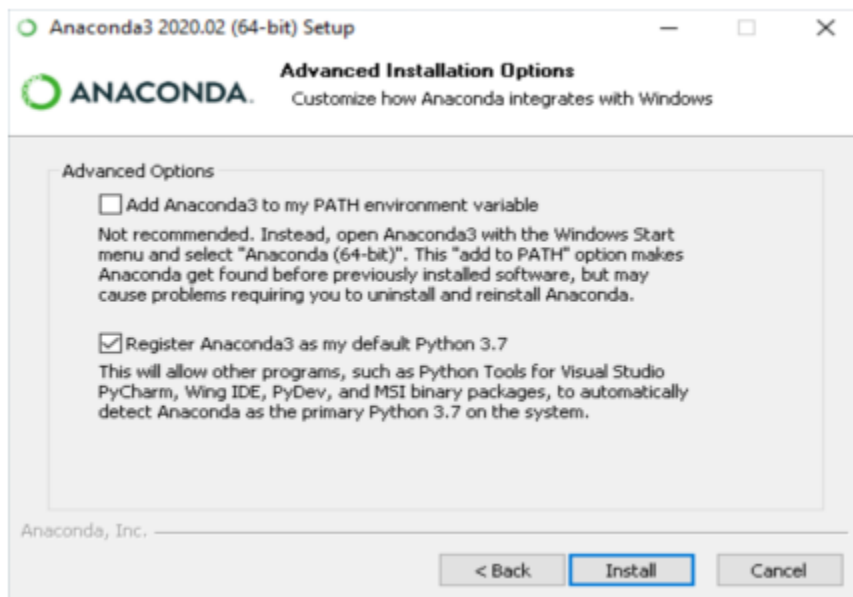 Anaconda3 2020.02 (64-bit) Setup
ANACONDA.
Advanced Installation Options
Customize how Anaconda integrates with Windows
Advanced Options
Add Anaconda3 to my PATH environment variable
Not recommended. Instead, open Anaconda3 with the Windows Start
menu and select "Anaconda (64-bit)". This "add to PATH" option makes
Anaconda get found before previously installed software, but may
cause problems requiring you to uninstall and reinstall Anaconda.
Register Anaconda3 as my default Python 3.7
This will allow other programs, such as Python Tools for Visual Studio
PyCharm, Wing IDE, PyDev, and MSI binary packages, to automatically
detect Anaconda as the primary Python 3.7 on the system.
Anaconda, Inc.
< Back
Install
Cancel